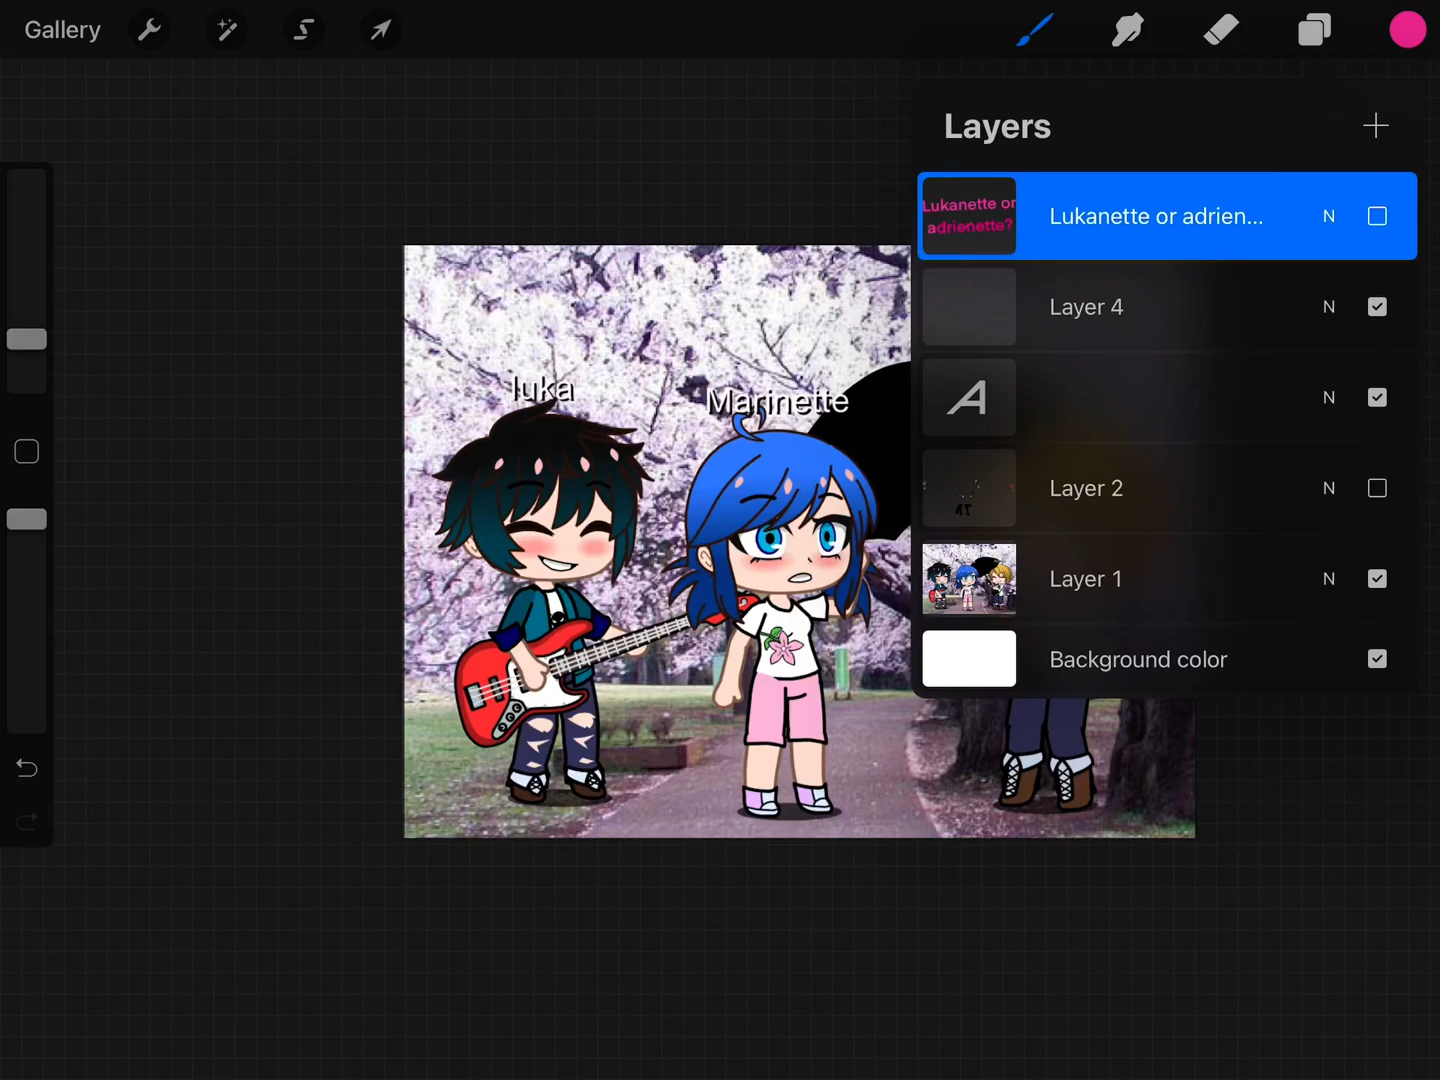 Gallery
Layers
Lukanette or
adrienette?
Lukanette or adrien...
N
Layer 4
N
A
N
Layer 2
N
Layer 1
N
Background color
luka
Marinette